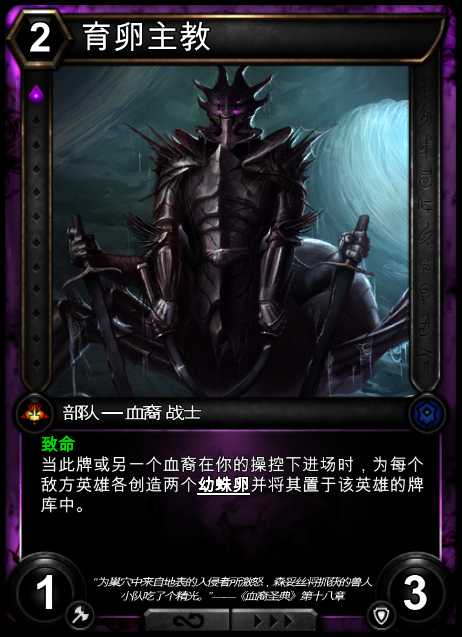 2
育卵主教
部队 — 血裔 战士
致命
当此牌或另一个血裔在你的操控下进场时，为每个
敌方英雄各创造两个幼蛛卵并将其置于该英雄的牌
库中。
“为巢穴中来自地表的入侵者所激怒，森妥丝将抓获的兽人
小队吃了个精光。”——《血裔圣典》第十八章
1
3